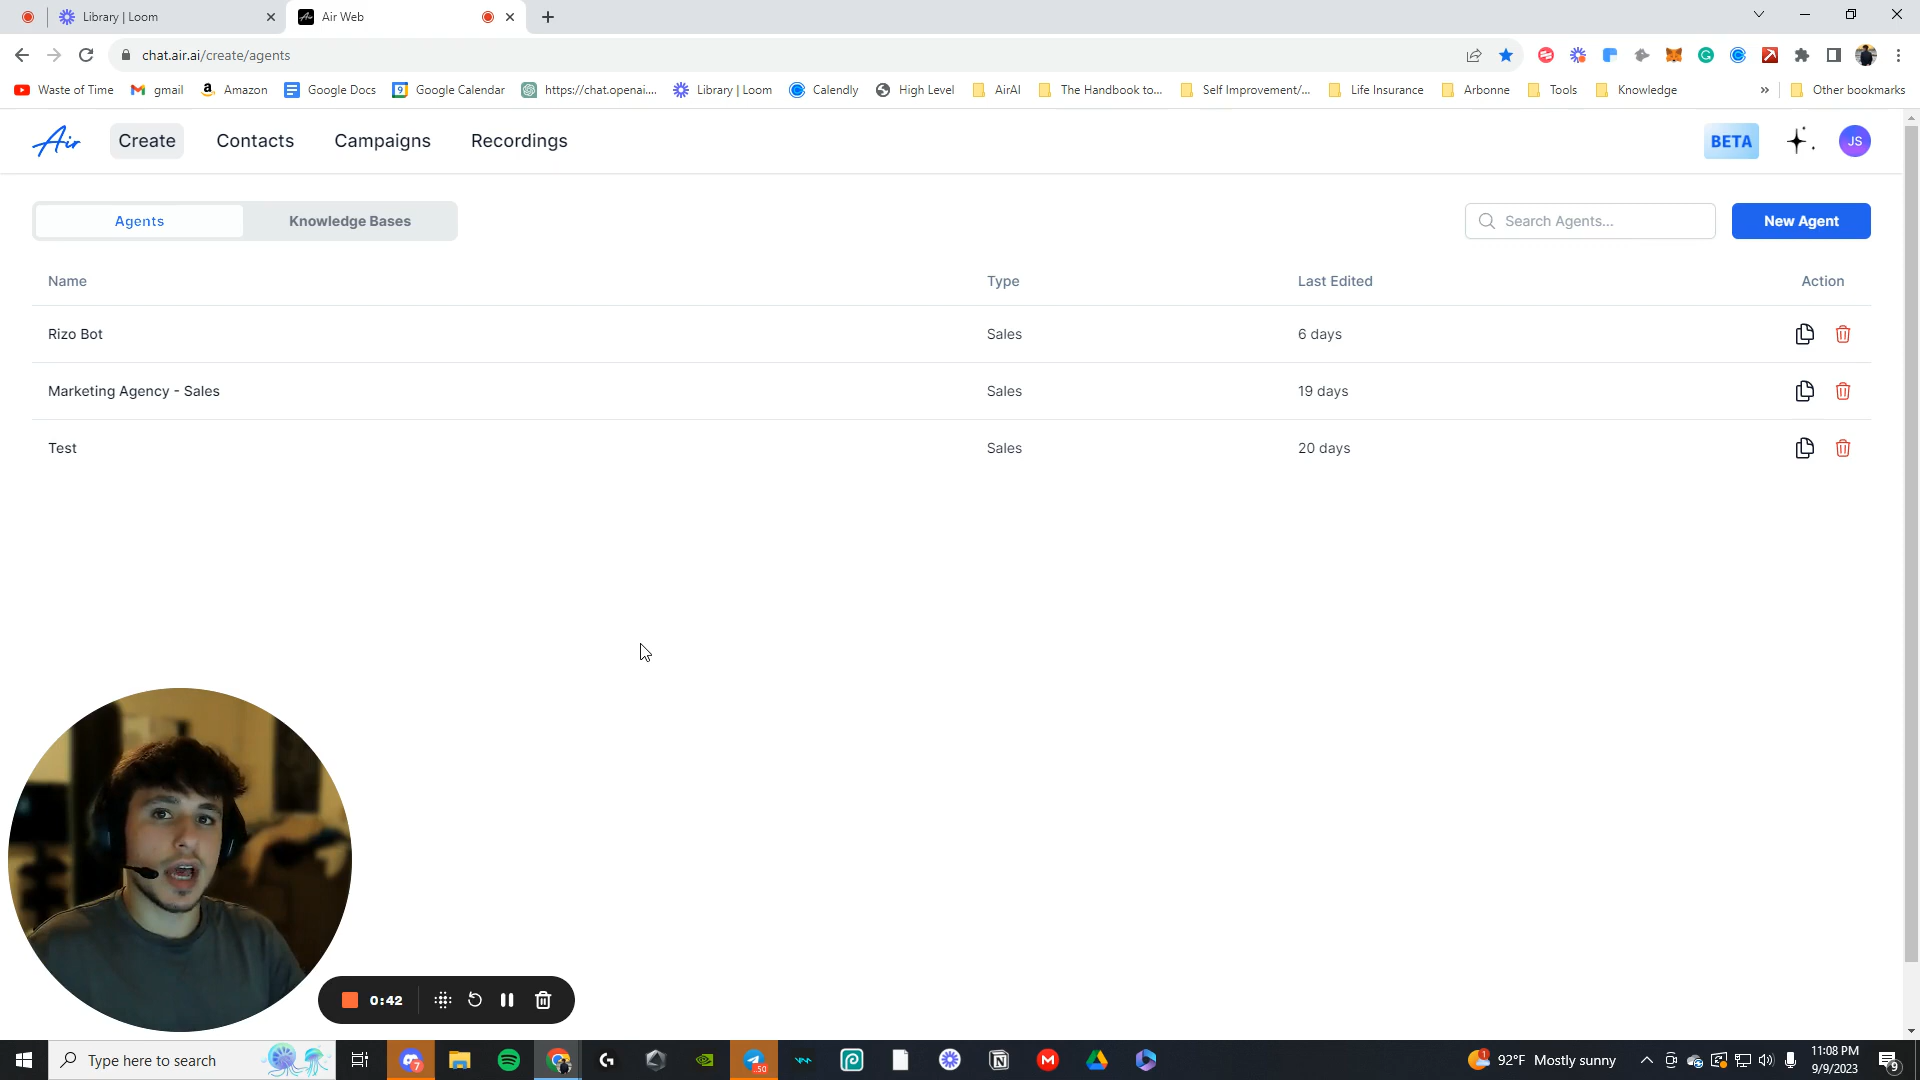 Library | Loom
Air Web
chat.air.ai/create/agents
Waste of Time
gmail
Amazon
Google Docs
Google Calendar
https://chat.openai....
Library | Loom
Calendly
High Level
AirAI
The Handbook to...
Self Improvement/...
Life Insurance
Arbonne
Tools
Knowledge
»
Other bookmarks
Air
Create
Contacts
Campaigns
Recordings
BETA
JS
Agents
Knowledge Bases
Search Agents...
New Agent
Name
Type
Last Edited
Action
Rizo Bot
Sales
6 days
Marketing Agency - Sales
Sales
19 days
Test
Sales
20 days
0:42
Type here to search
7
50
92°F Mostly sunny
11:08 PM
9/9/2023
9